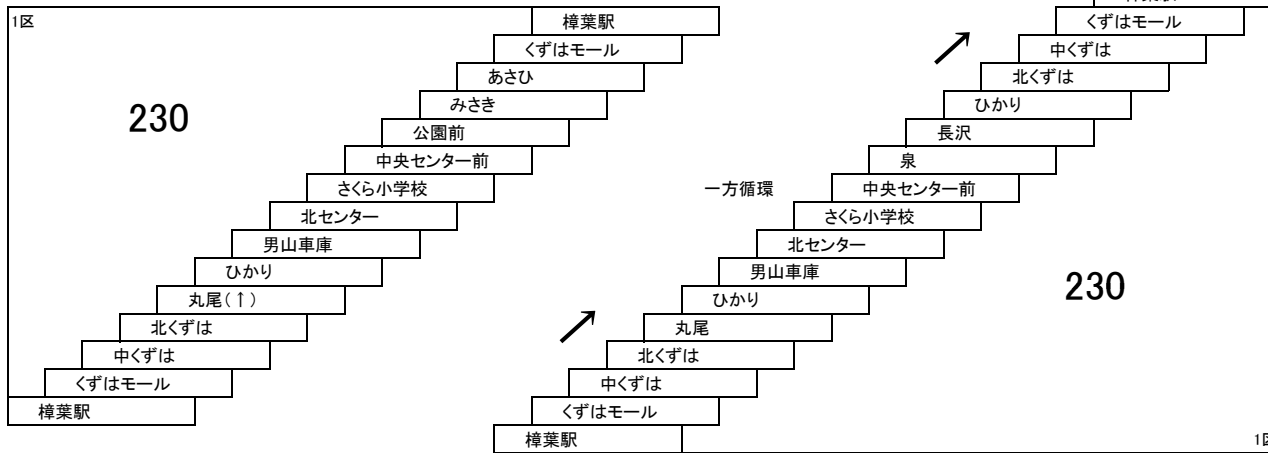 1区
樟葉駅
くずはモール
あさひ
みさき
230
公園前
中央センター前
さくら小学校
北センター
男山車庫
ひかり
丸尾(↑)
北くずは
中くずは
くずはモール
樟葉駅
くずはモール
中くずは
北くずは
ひかり
長沢
泉
一方循環
中央センター前
さくら小学校
北センター
男山車庫
230
ひかり
丸尾
北くずは
中くずは
くずはモール
樟葉駅
1区